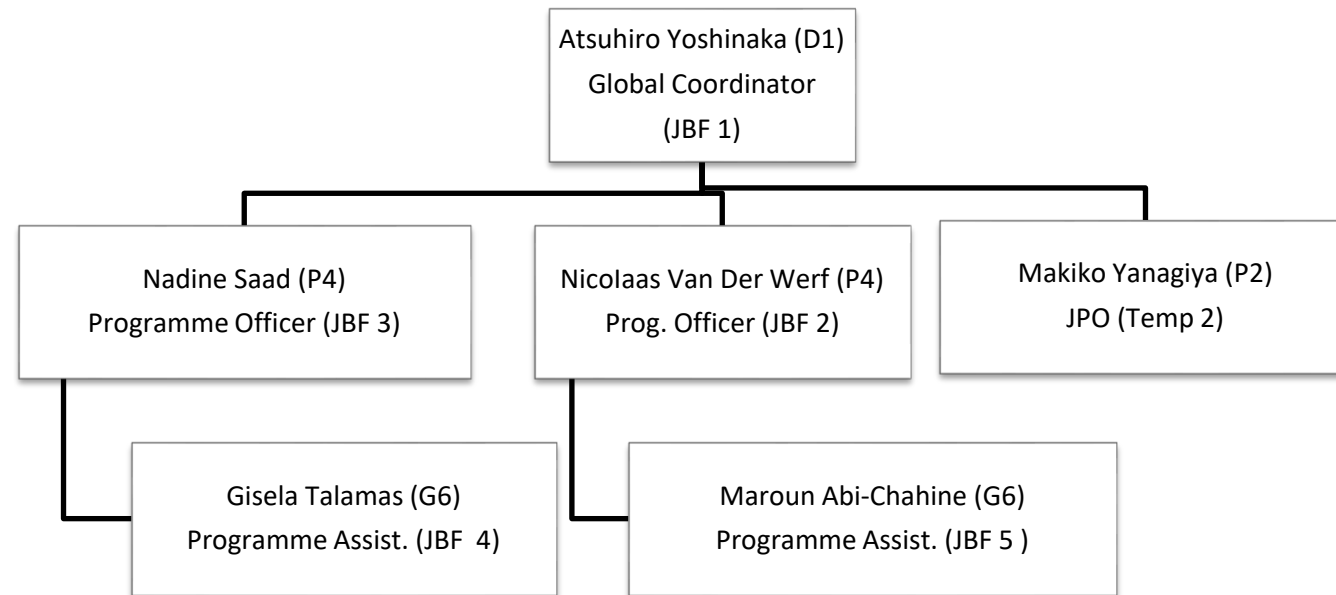 Atsuhiro Yoshinaka (D1)
Global Coordinator
(JBF 1)
Nadine Saad (P4)
Programme Officer (JBF 3)
Nicolaas Van Der Werf (P4)
Prog. Officer (JBF 2)
Makiko Yanagiya (P2)
JPO (Temp 2)
Gisela Talamas (G6)
Programme Assist. (JBF  4)
Maroun Abi-Chahine (G6)
Programme Assist. (JBF 5 )